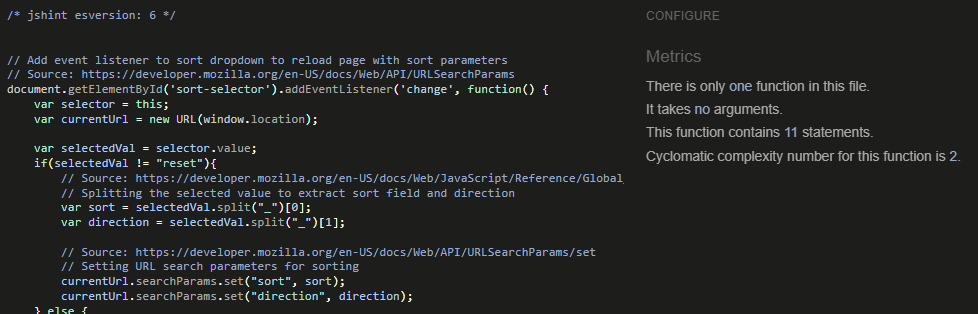 /* jshint esversion: 6 */
// Add event listener to sort dropdown to reload page with sort parameters
// Source: https://developer.mozilla.org/en-US/docs/Web/API/URLSearchParams
document.getElementById('sort-selector').addEventListener('change', function() {
    var selector = this;
    var currentUrl = new URL(window.location);
    var selectedVal = selector.value;
    if(selectedVal != "reset"){
        // Source: https://developer.mozilla.org/en-US/docs/Web/JavaScript/Reference/Global_
        // Splitting the selected value to extract sort field and direction
        var sort = selectedVal.split("_")[0];
        var direction = selectedVal.split("_")[1];
        // Source: https://developer.mozilla.org/en-US/docs/Web/API/URLSearchParams/set
        // Setting URL search parameters for sorting
        currentUrl.searchParams.set("sort", sort);
        currentUrl.searchParams.set("direction", direction);
    } else {
CONFIGURE
Metrics
There is only one function in this file.
It takes no arguments.
This function contains 11 statements.
Cyclomatic complexity number for this function is 2.